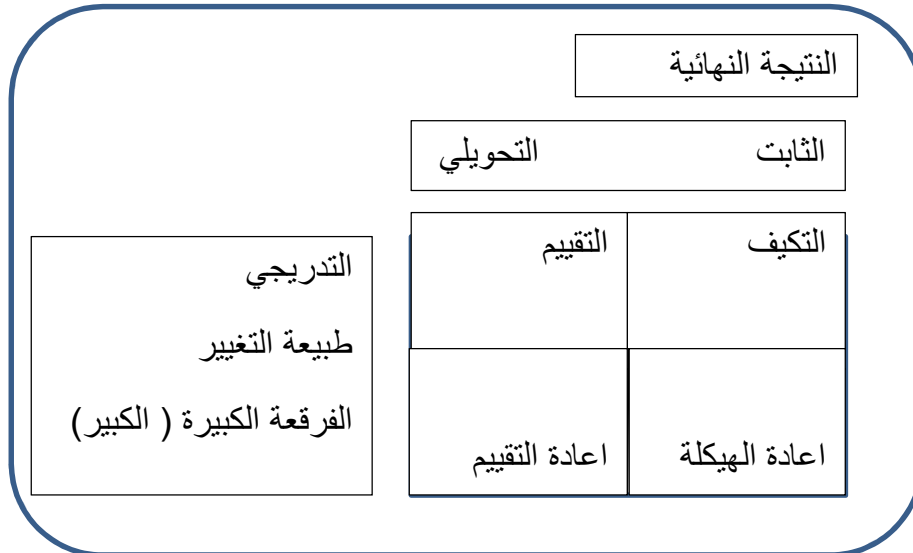 النتيجة النهائية
الثابت التحويلي
التكيف
التقييم
اعادة الهيكلة
اعادة التقييم
التدريجي
طبيعة التغيير
الفرقعة الكبيرة ( الكبير)